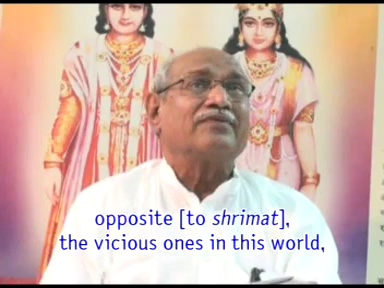 opposite [to shrimat],
the vicious ones in this world,